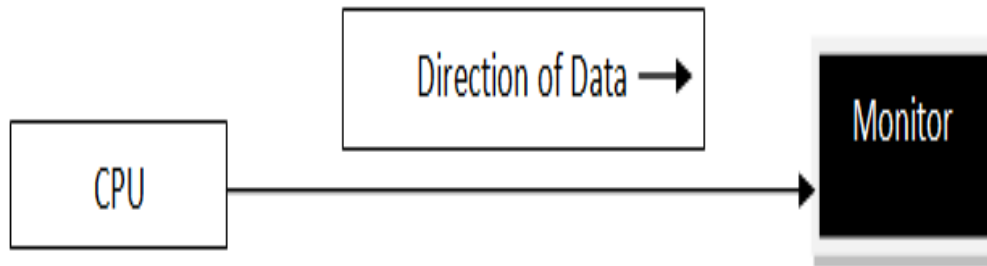 Direction of Data
CPU
Monitor